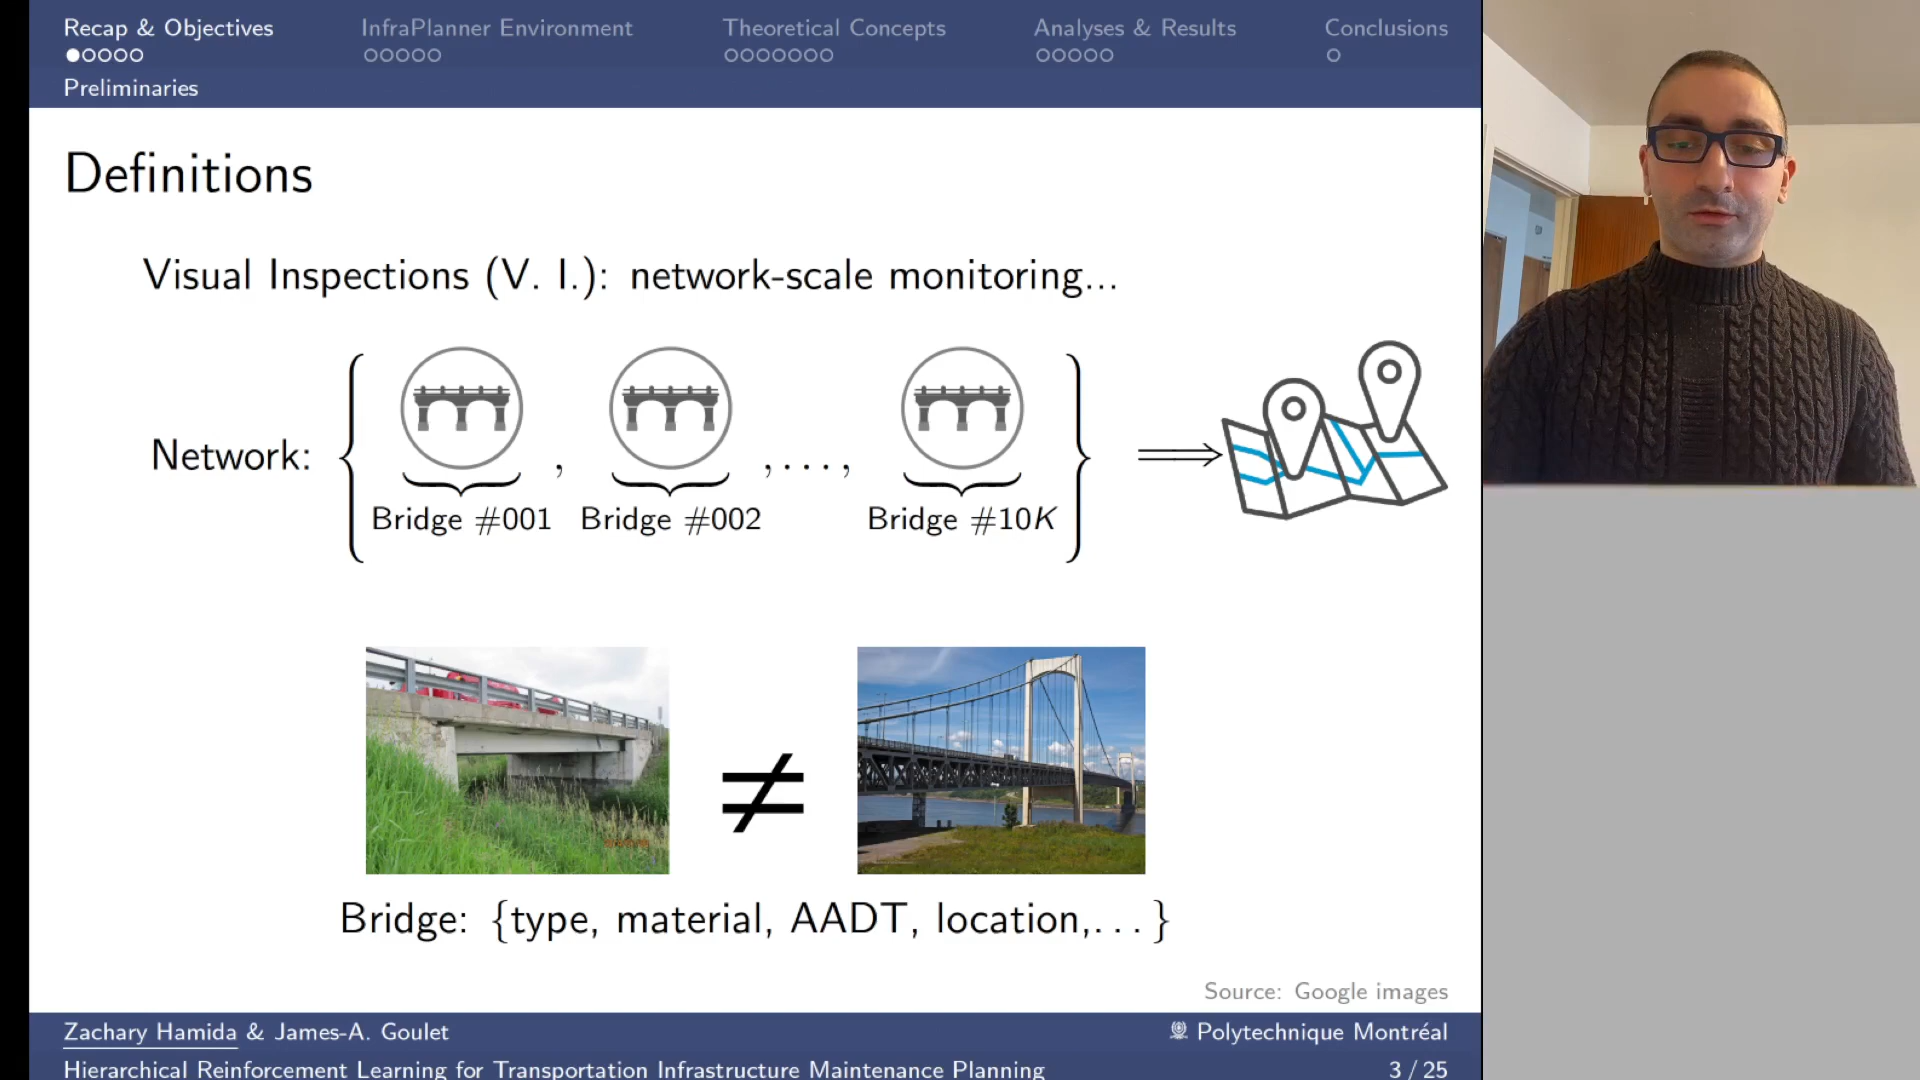 Recap & Objectives
InfraPlanner Environment
Theoretical Concepts
Analyses & Results
Conclusions
Preliminaries
Definitions
Visual Inspections (V. I.): network-scale monitoring...
Network: { , , ..., }
Bridge #001 Bridge #002 Bridge #10K
≠
Bridge: {type, material, AADT, location,...}
Source: Google images
Zachary Hamida & James-A. Goulet
Polytechnique Montréal
Hierarchical Reinforcement Learning for Transportation Infrastructure Maintenance Planning
3 / 25